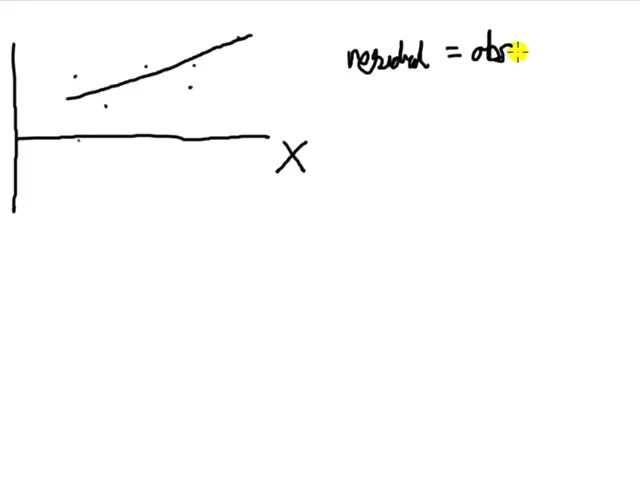 residual = obs
X